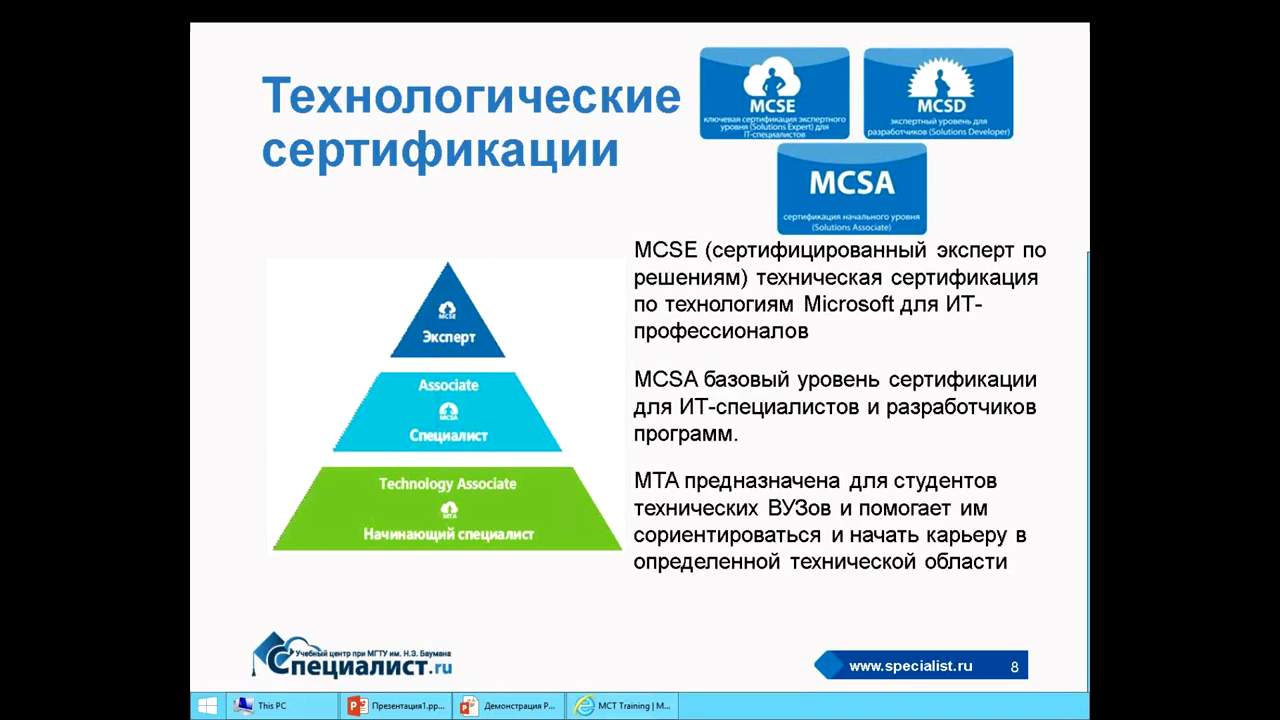 Технологические
сертификации
MCSE
ключевая сертификация экспертного
уровня (Solutions Expert) для
IT-специалистов
MCSD
экспертный уровень для
разработчиков (Solutions Developer)
MCSA
сертификация начального уровня
(Solutions Associate)
MCSE
Эксперт
Associate
MCSA
Специалист
Technology Associate
MTA
Начинающий специалист
MCSE (сертифицированный эксперт по
решениям) техническая сертификация
по технологиям Microsoft для ИТ-
профессионалов
MCSA базовый уровень сертификации
для ИТ-специалистов и разработчиков
программ.
MTA предназначена для студентов
технических ВУЗов и помогает им
сориентироваться и начать карьеру в
определенной технической области
Учебный центр при МГТУ им. Н.Э. Баумана
Специалист.ru
www.specialist.ru
8
This PC
Презентация1.pp...
Демонстрация P...
MCT Training | M...